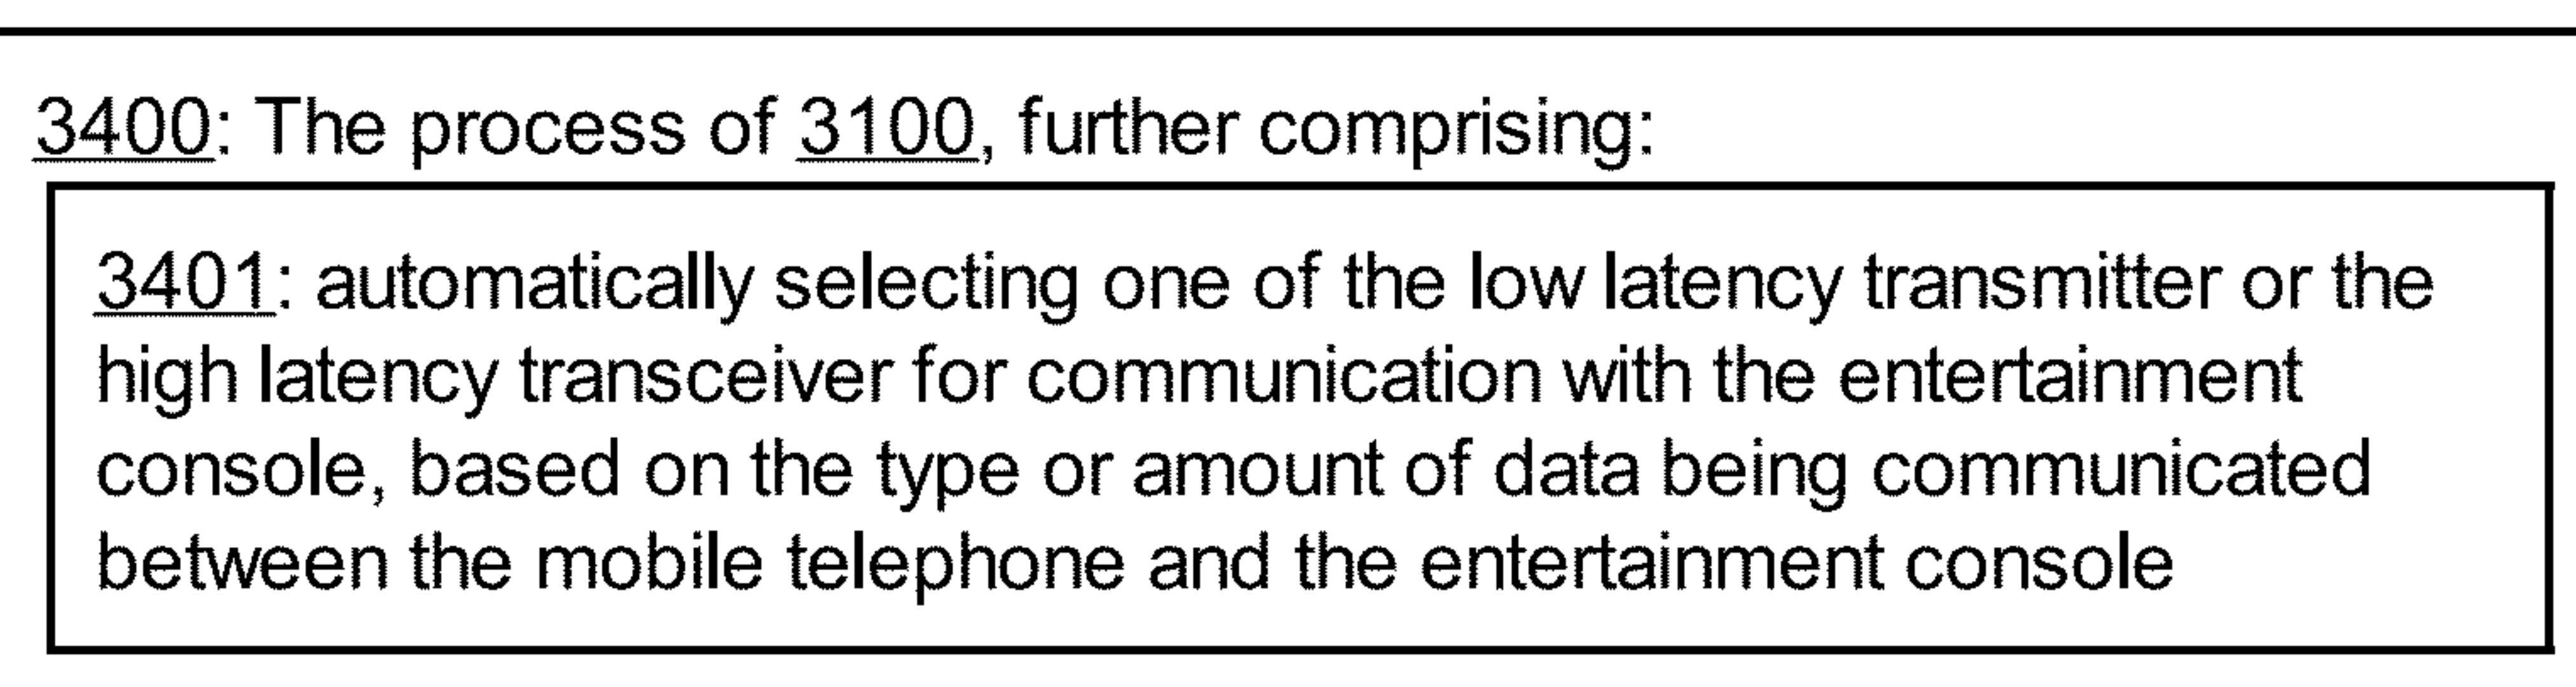 3400: The process of 3100, further comprising:
3401: automatically selecting one of the low latency transmitter or the
high latency transceiver for communication with the entertainment
console, based on the type or amount of data being communicated
between the mobile telephone and the entertainment console